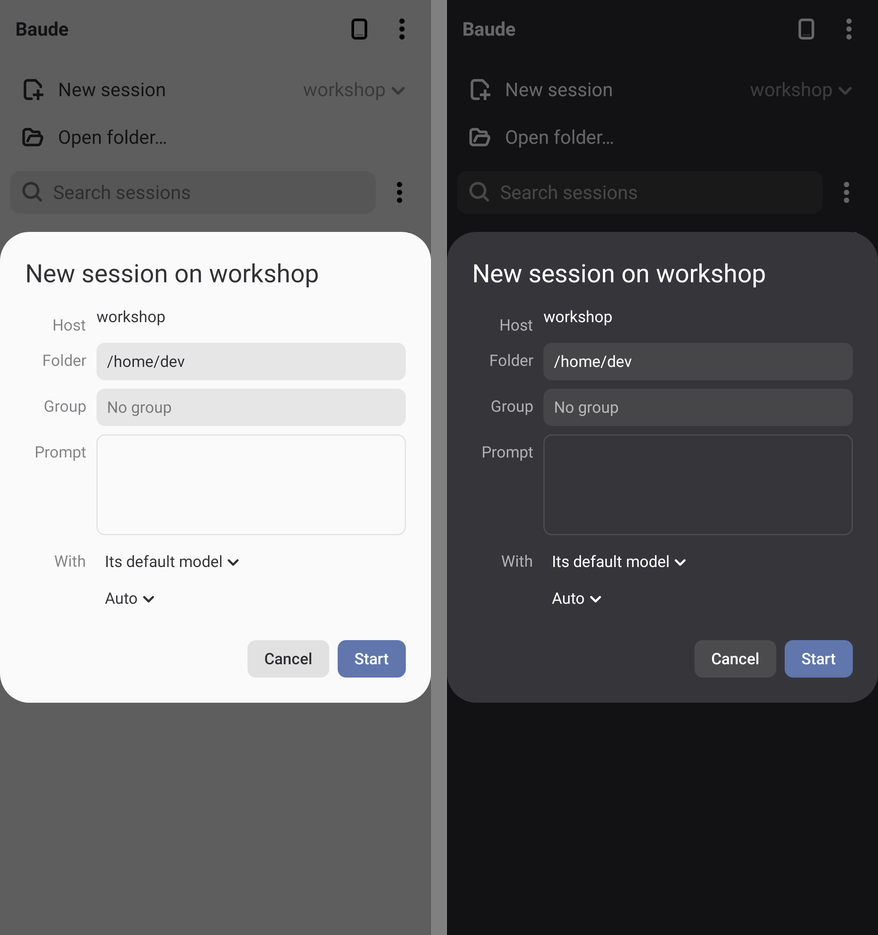 Baude
New session workshop
Open folder...
Search sessions
New session on workshop
Host workshop
Folder /home/dev
Group No group
Prompt
With Its default model
Auto
Cancel Start
Baude
New session workshop
Open folder...
Search sessions
New session on workshop
Host workshop
Folder /home/dev
Group No group
Prompt
With Its default model
Auto
Cancel Start